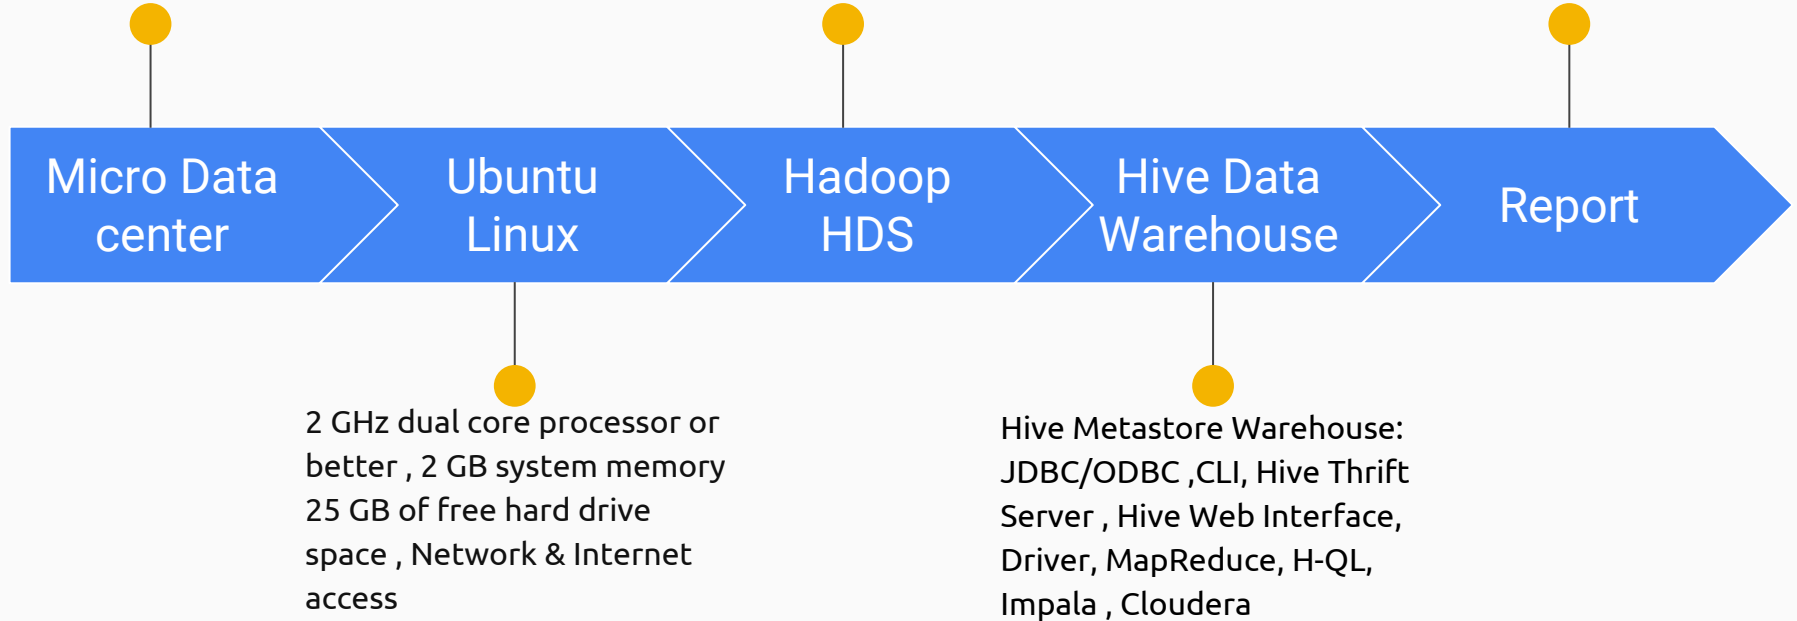 Micro Data
center
Ubuntu
Linux
Hadoop
HDS
Hive Data
Warehouse
Report
2 GHz dual core processor or
better , 2 GB system memory
25 GB of free hard drive
space , Network & Internet
access
Hive Metastore Warehouse:
JDBC/ODBC ,CLI, Hive Thrift
Server , Hive Web Interface,
Driver, MapReduce, H-QL,
Impala , Cloudera